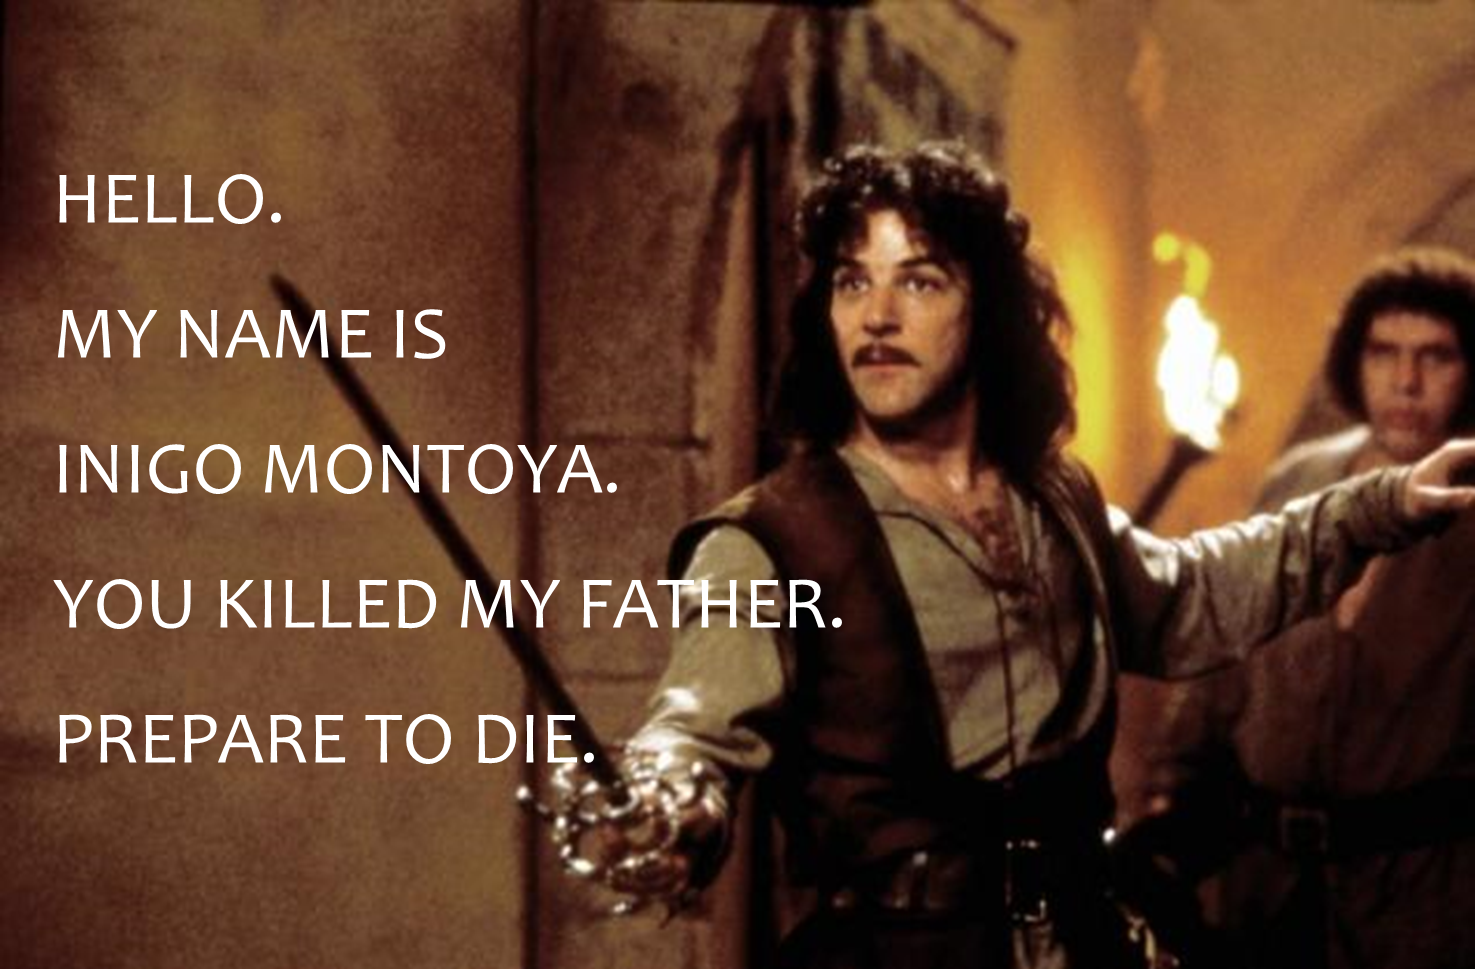 HELLO.
MY NAME IS
INIGO MONTOYA.
YOU KILLED MY FATHER.
PREPARE TO DIE.